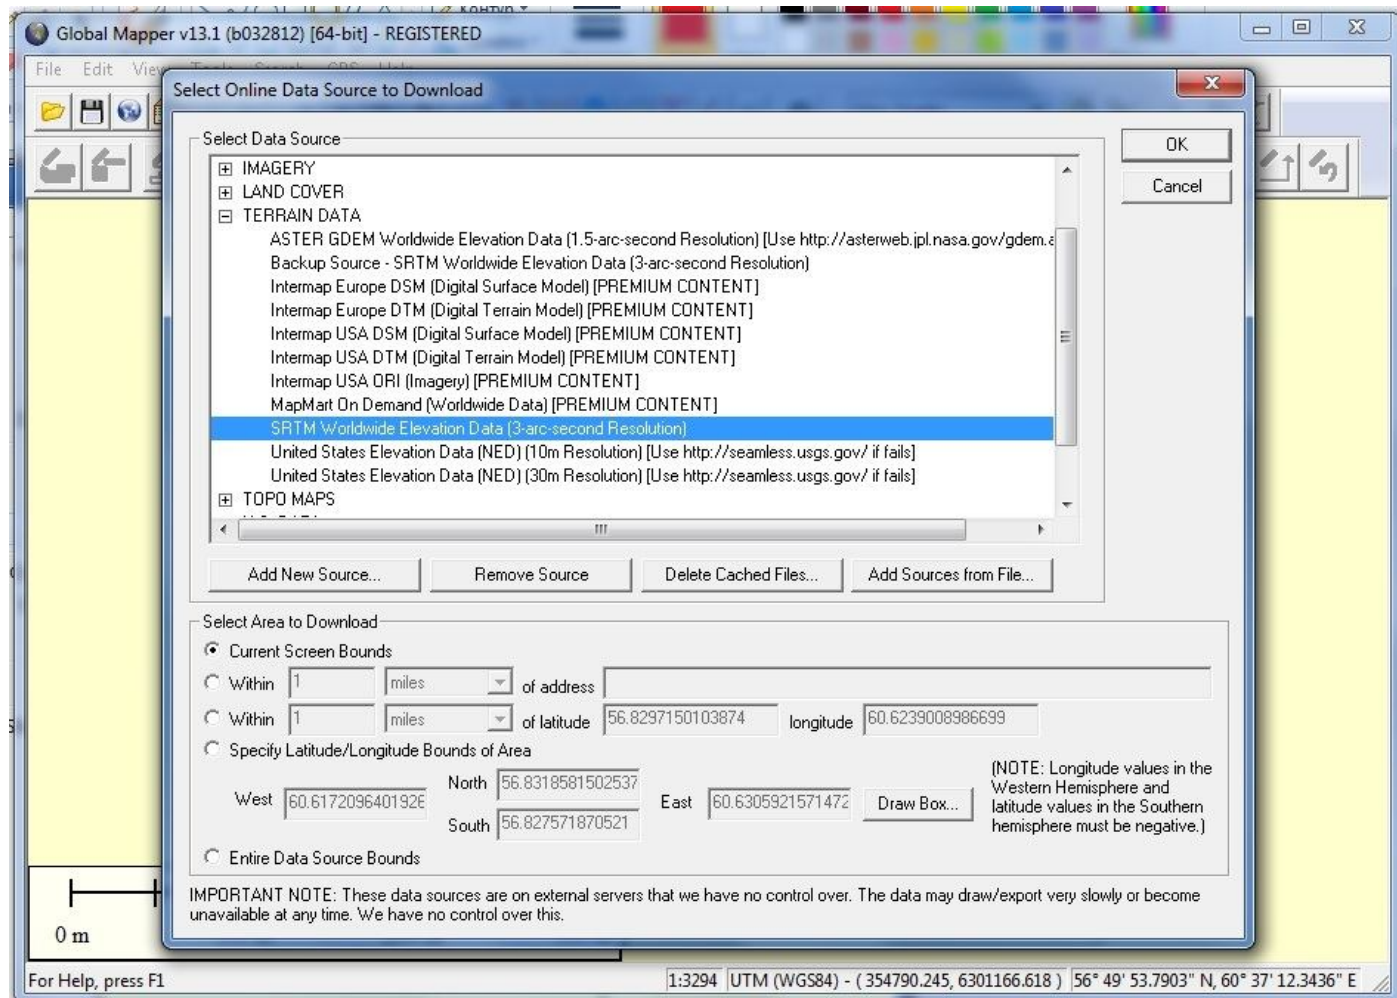 Контур
Global Mapper v13.1 (b032812) [64-bit] - REGISTERED
File Edit View Tools Search GPS Help
Select Online Data Source to Download
Select Data Source
OK
Cancel
IMAGERY
LAND COVER
TERRAIN DATA
ASTER GDEM Worldwide Elevation Data (1.5-arc-second Resolution) [Use http://asterweb.jpl.nasa.gov/gdem.a
Backup Source - SRTM Worldwide Elevation Data (3-arc-second Resolution)
Intermap Europe DSM (Digital Surface Model) [PREMIUM CONTENT]
Intermap Europe DTM (Digital Terrain Model) [PREMIUM CONTENT]
Intermap USA DSM (Digital Surface Model) [PREMIUM CONTENT]
Intermap USA DTM (Digital Terrain Model) [PREMIUM CONTENT]
Intermap USA ORI (Imagery) [PREMIUM CONTENT]
MapMart On Demand (Worldwide Data) [PREMIUM CONTENT]
SRTM Worldwide Elevation Data (3-arc-second Resolution)
United States Elevation Data (NED) (10m Resolution) [Use http://seamless.usgs.gov/ if fails]
United States Elevation Data (NED) (30m Resolution) [Use http://seamless.usgs.gov/ if fails]
TOPO MAPS
Add New Source... Remove Source Delete Cached Files... Add Sources from File...
Select Area to Download
Current Screen Bounds
Within 1 miles of address
Within 1 miles of latitude 56.8297150103874 longitude 60.6239008986699
Specify Latitude/Longitude Bounds of Area
West 60.6172096401926 North 56.8318581502537 South 56.827571870521 East 60.6305921571472 Draw Box...
(NOTE: Longitude values in the
Western Hemisphere and
latitude values in the Southern
hemisphere must be negative.)
Entire Data Source Bounds
IMPORTANT NOTE: These data sources are on external servers that we have no control over. The data may draw/export very slowly or become
unavailable at any time. We have no control over this.
0 m
For Help, press F1
1:3294 UTM (WGS84) - ( 354790.245, 6301166.618 ) 56° 49' 53.7903" N, 60° 37' 12.3436" E